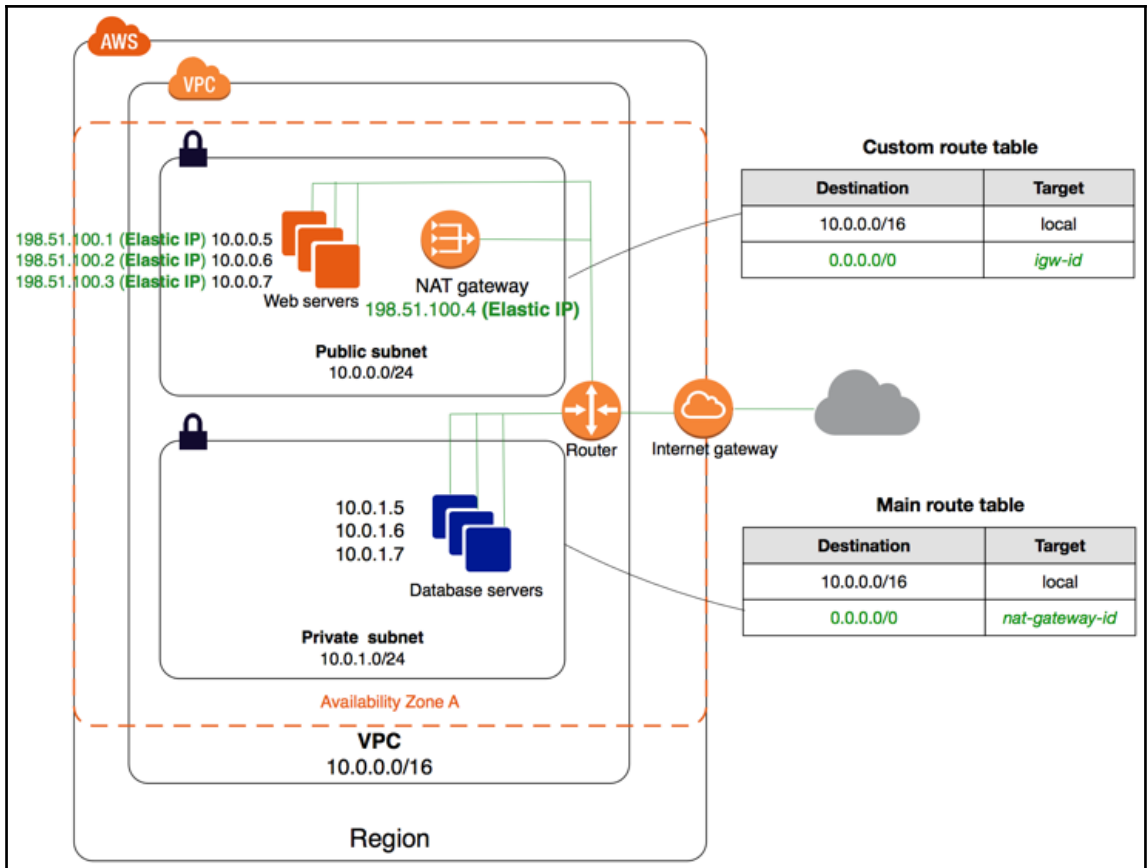 AWS
VPC
198.51.100.1 (Elastic IP) 10.0.0.5
198.51.100.2 (Elastic IP) 10.0.0.6
198.51.100.3 (Elastic IP) 10.0.0.7
Web servers
NAT gateway
198.51.100.4 (Elastic IP)
Public subnet
10.0.0.0/24
Custom route table
Destination Target
10.0.0.0/16 local
0.0.0.0/0 igw-id
Router
Internet gateway
10.0.1.5
10.0.1.6
10.0.1.7
Database servers
Private subnet
10.0.1.0/24
Main route table
Destination Target
10.0.0.0/16 local
0.0.0.0/0 nat-gateway-id
Availability Zone A
VPC
10.0.0.0/16
Region